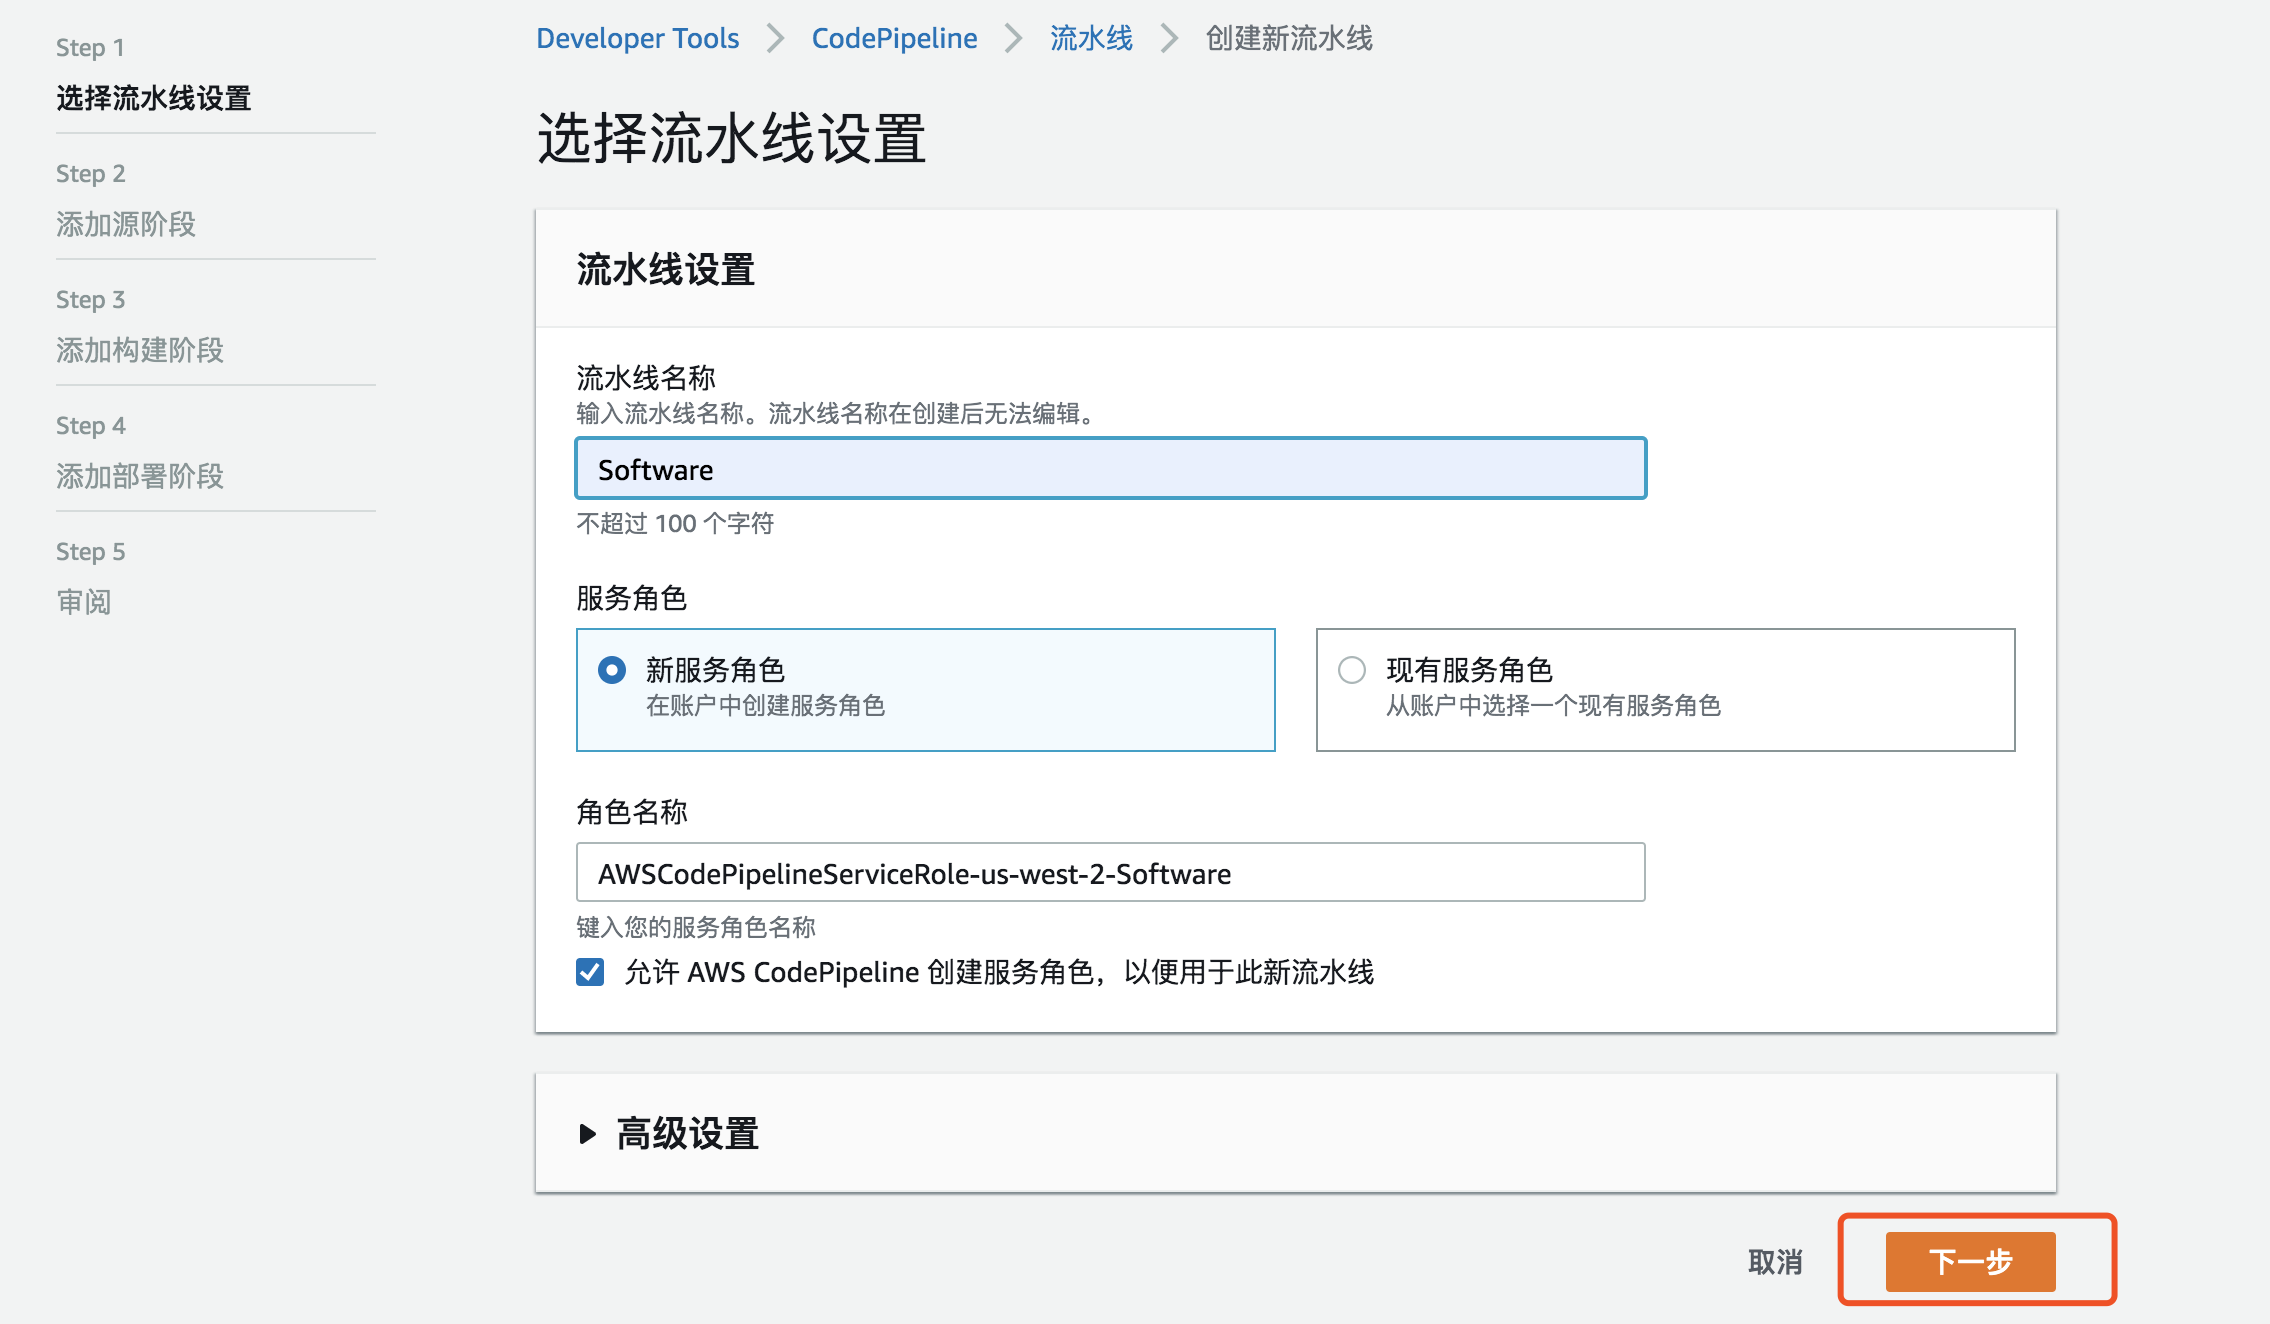 Step 1
选择流水线设置
Step 2
添加源阶段
Step 3
添加构建阶段
Step 4
添加部署阶段
Step 5
审阅
Developer Tools > CodePipeline > 流水线 > 创建新流水线
选择流水线设置
流水线设置
流水线名称
输入流水线名称。流水线名称在创建后无法编辑。
Software
不超过 100 个字符
服务角色
新服务角色
在账户中创建服务角色
现有服务角色
从账户中选择一个现有服务角色
角色名称
AWSCodePipelineServiceRole-us-west-2-Software
键入您的服务角色名称
允许 AWS CodePipeline 创建服务角色，以便用于此新流水线
高级设置
取消
下一步